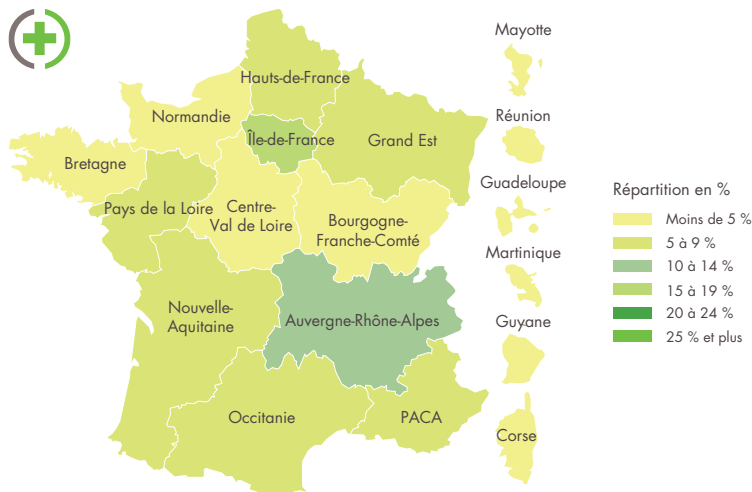 Mayotte
Hauts-de-France
Normandie
Île-de-France
Grand Est
Réunion
Bretagne
Guadeloupe
Pays de la Loire
Centre-
Val de Loire
Bourgogne-
Franche-Comté
Martinique
Nouvelle-
Aquitaine
Auvergne-Rhône-Alpes
Guyane
Occitanie
PACA
Corse
Répartition en %
Moins de 5 %
5 à 9 %
10 à 14 %
15 à 19 %
20 à 24 %
25 % et plus